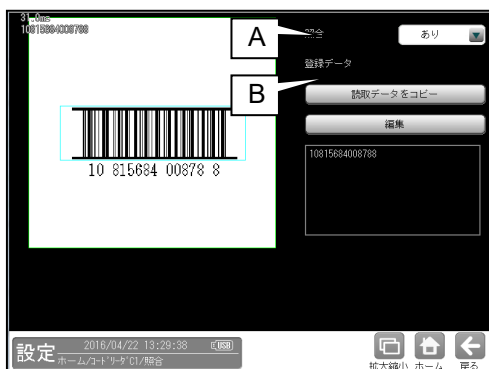 31.0ms
10815684008788
A
照合
あり
登録データ
B
読取データをコピー
編集
10815684008788
10 815684 00878 8
設定
2016/04/22 13:29:38
USB
ホーム/コードリーダC1/照合
拡大縮小
ホーム
戻る